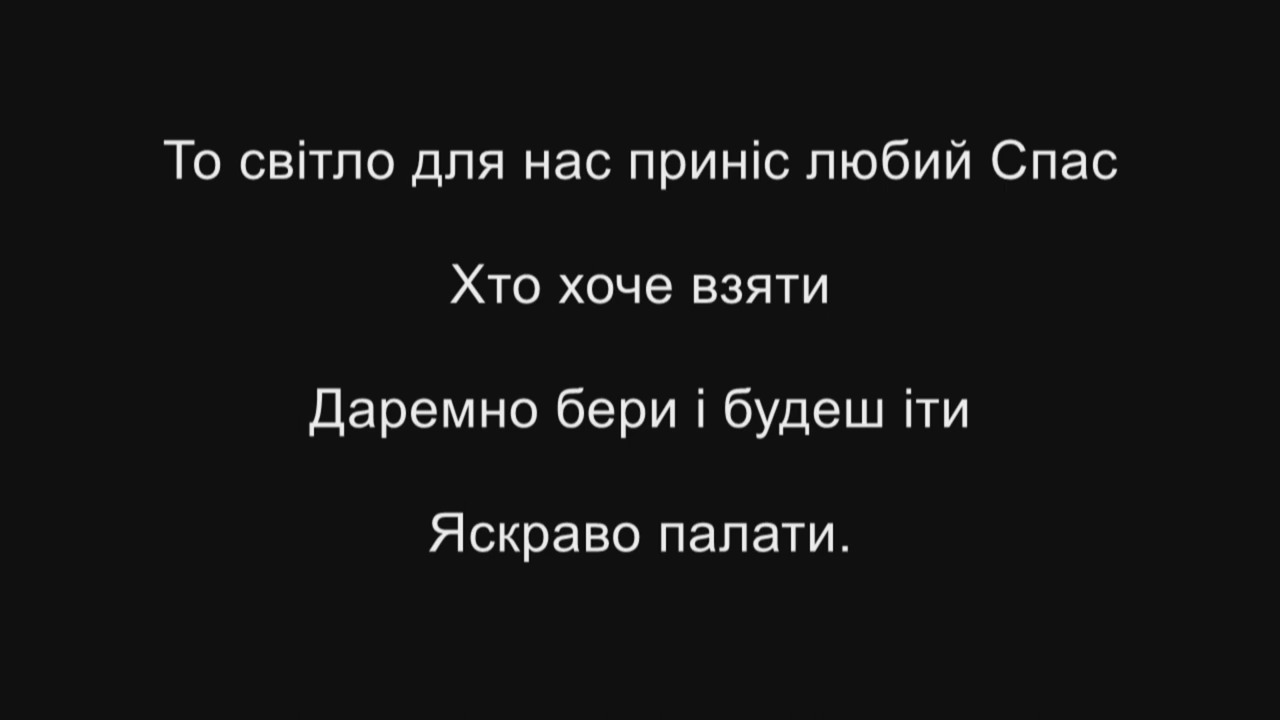 То світло для нас приніс любий Спас
Хто хоче взяти
Даремно бери і будеш іти
Яскраво палати.